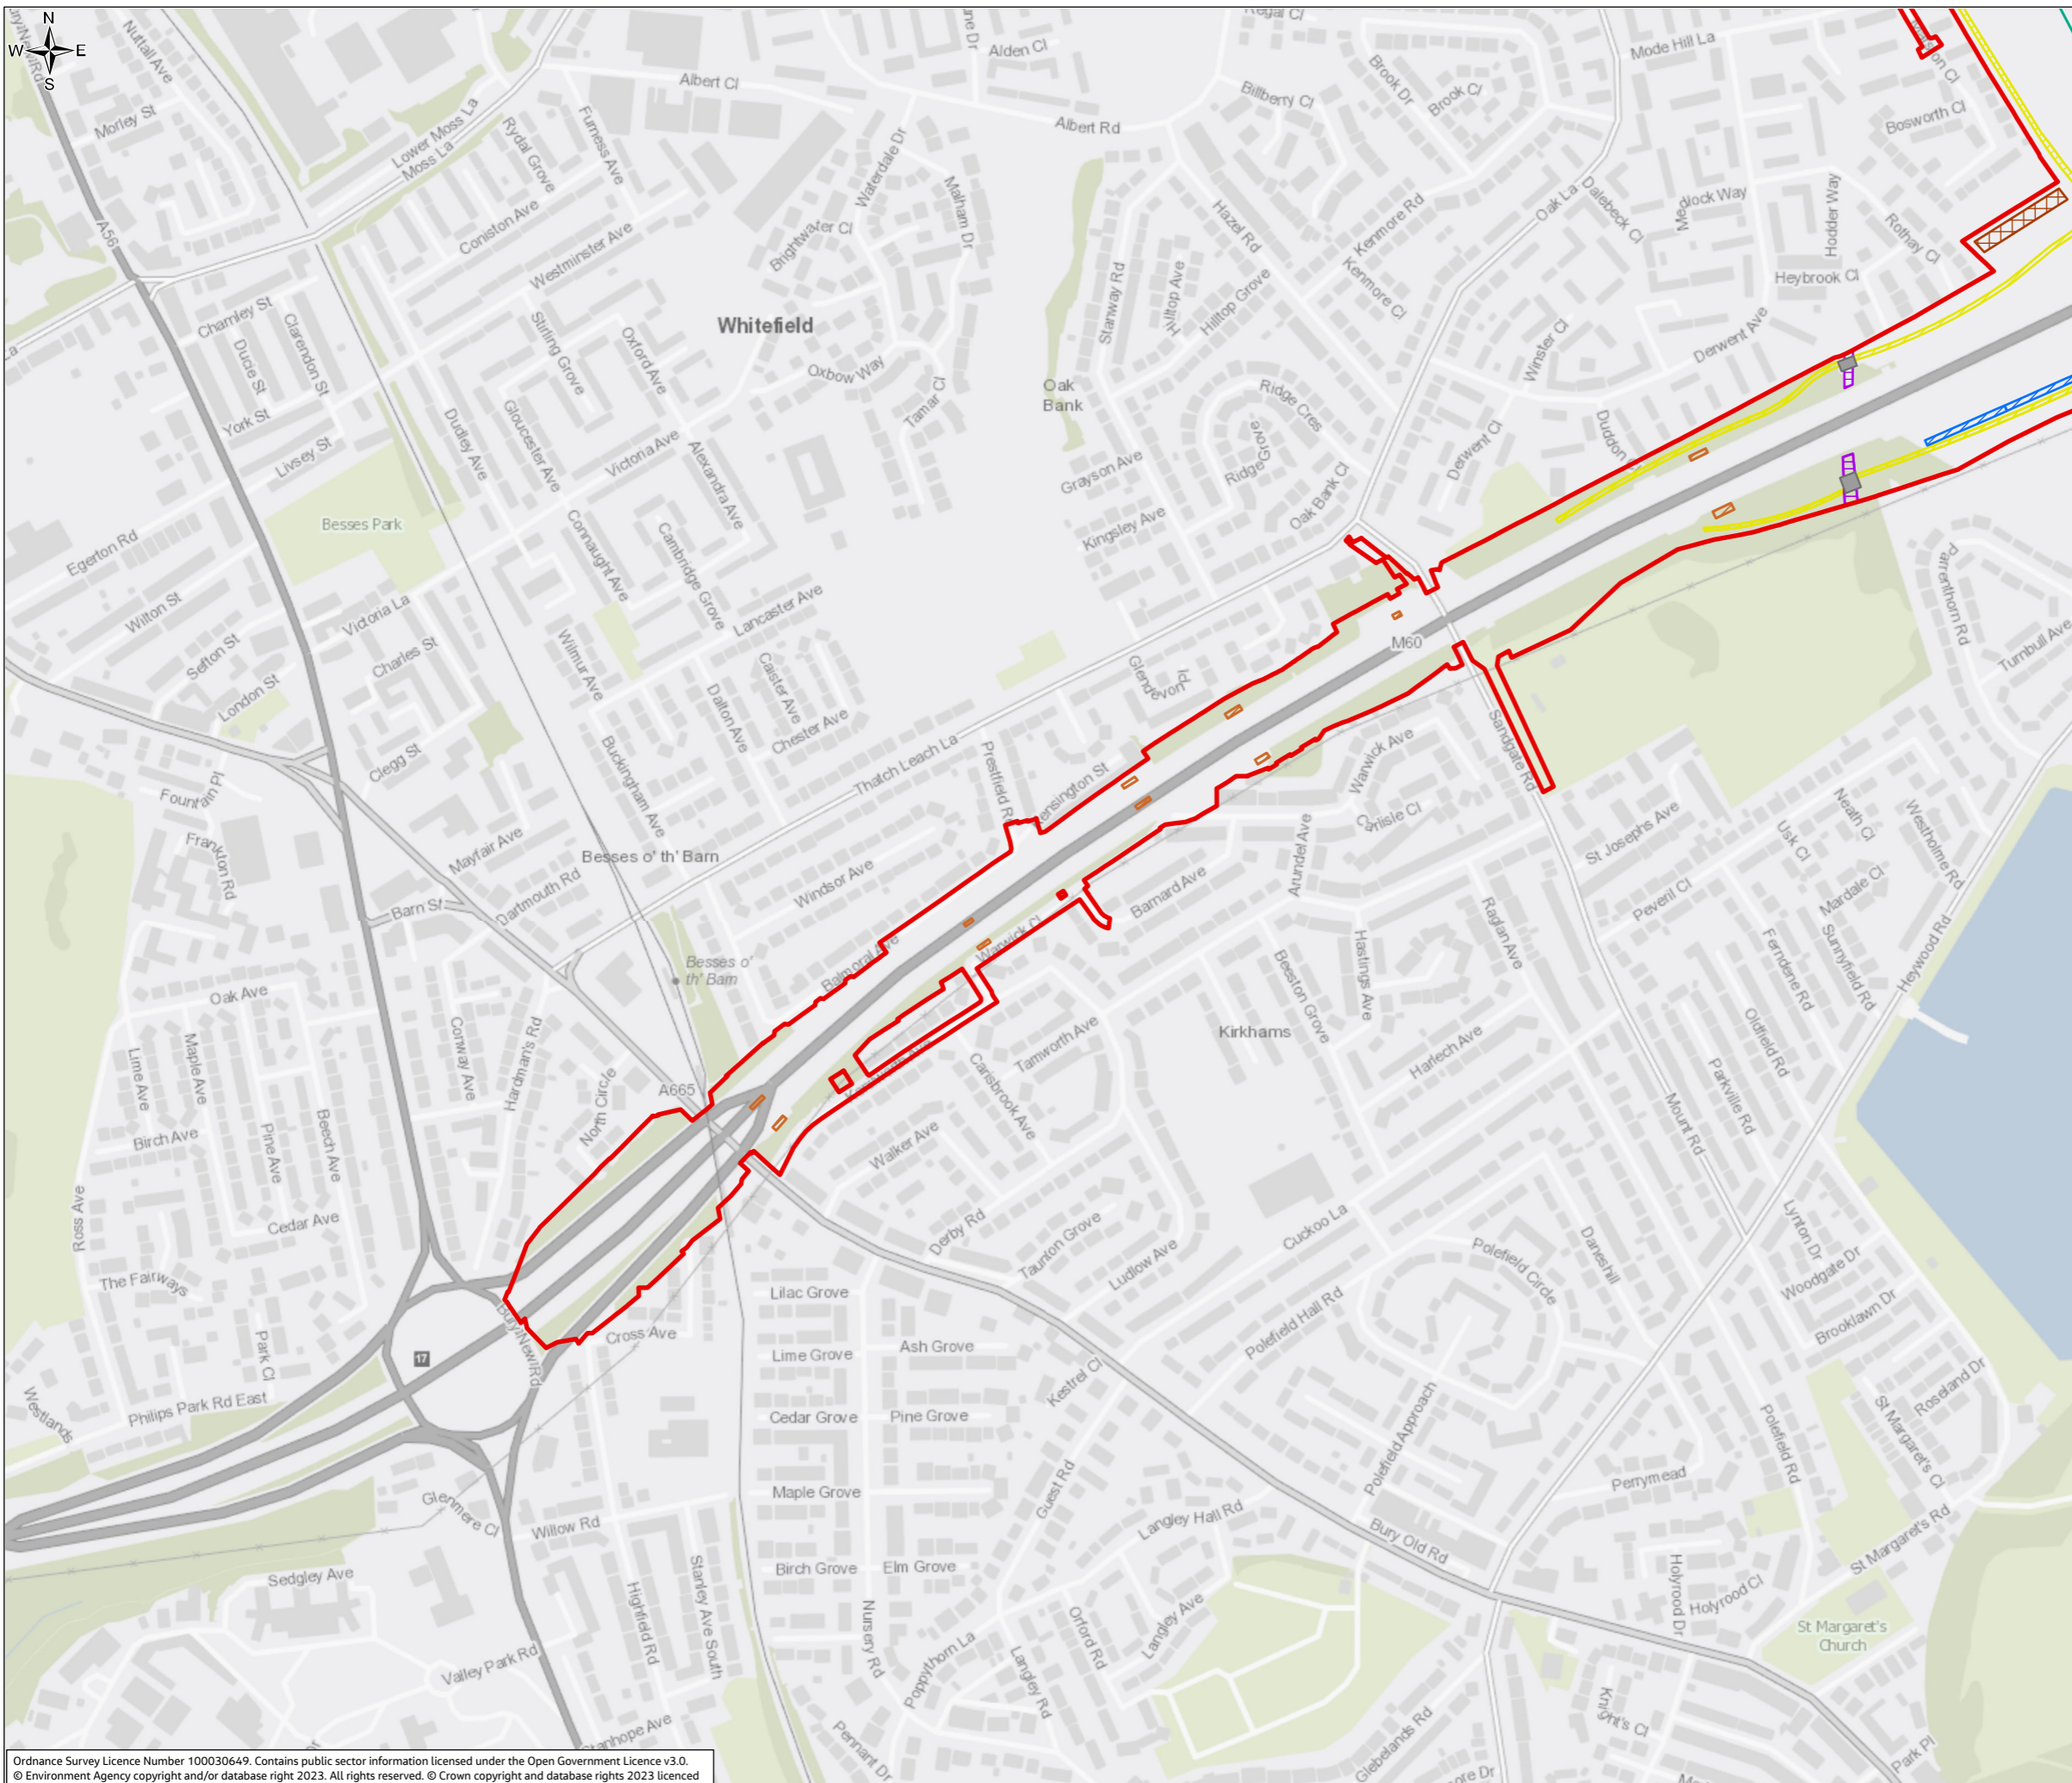 N
W E
S
Nuttall Ave
Morley St
A56
Lower Moss La
Moss La
Rydal Grove
Furness Ave
Albert Cl
Alden Cl
Regal Cl
Albert Rd
Billberry Cl
Brook Dr
Brook Cl
Mode Hill La
Bosworth Cl
Waterdale Dr
Malham Dr
Brightwater Cl
Coniston Ave
Westminster Ave
Hazel Rd
Kenmore Rd
Kenmore Cl
Oak La
Dalebeck Cl
Medlock Way
Hodder Way
Rothay Cl
Heybrook Cl
Charnley St
Clarendon St
Ducie St
York St
Livsey St
Stirling Grove
Oxford Ave
Whitefield
Oxbow Way
Tamar Cl
Stanway Rd
Hilltop Ave
Hilltop Grove
Oak
Bank
Ridge Cres
Ridge Grove
Winster Cl
Derwent Ave
Derwent Cl
Duddon Cl
Dudley Ave
Gloucester Ave
Victoria Ave
Alexandra Ave
Grayson Ave
Kingsley Ave
Oak Bank Cl
Besses Park
Egerton Rd
Wilton St
Sefton St
London St
Victoria La
Charles St
Clegg St
Connaught Ave
Cambridge Grove
Lancaster Ave
Wilmur Ave
Caister Ave
Dalton Ave
Chester Ave
Glendevon Pl
M60
Parrenthorn Rd
Turnbull Ave
Buckingham Ave
Thatch Leach La
Prestfield Rd
Kensington St
Warwick Ave
Carlisle Cl
Sandgate Rd
Fountain Pl
Frankton Rd
Mayfair Ave
Dartmouth Rd
Barn St
Besses o' th' Barn
Windsor Ave
Balmoral Ave
Warwick Cl
Barnard Ave
Arundel Ave
St Josephs Ave
Neath Cl
Usk Cl
Westholme Rd
Mardale Cl
Peveril Cl
Raglan Ave
Ferndene Rd
Sunnyfield Rd
Heywood Rd
Besses o'
th' Barn
Oak Ave
Lime Ave
Maple Ave
Conway Ave
Hardman's Rd
Beeston Grove
Hastings Ave
Kirkhams
Harlech Ave
Oldfield Rd
Parkville Rd
Mount Rd
Tamworth Ave
Carlsbrook Ave
A665
North Circle
Birch Ave
Pine Ave
Beech Ave
Ross Ave
Cedar Ave
The Fairways
Walker Ave
Derby Rd
Taunton Grove
Ludlow Ave
Cuckoo La
Polefield Circle
Daneshill
Lynton Dr
Woodgate Dr
Brooklawn Dr
Polefield Hall Rd
Lilac Grove
Bury New Rd
Cross Ave
Lime Grove
Ash Grove
Kestrel Cl
17
Park Cl
Philips Park Rd East
Westlands
Cedar Grove
Pine Grove
Polefield Approach
Polefield Rd
Roseland Dr
St Margaret's Cl
Maple Grove
Guest Rd
Langley Hall Rd
Perrymead
Glenmere Cl
Willow Rd
Bury Old Rd
St Margaret's Rd
Sedgley Ave
Stanley Ave South
Highfield Rd
Birch Grove
Elm Grove
Nursery Rd
Orford Rd
Langley Ave
Holyrood Dr
Holyrood Cl
St Margaret's
Church
Valley Park Rd
Poppythorn La
Langley Rd
Stanhope Ave
Pennant Dr
Glebelands Rd
Knight's Cl
Park Pl
Ordnance Survey Licence Number 100030649. Contains public sector information licensed under the Open Government Licence v3.0.
© Environment Agency copyright and/or database right 2023. All rights reserved. © Crown copyright and database rights 2023 licenced